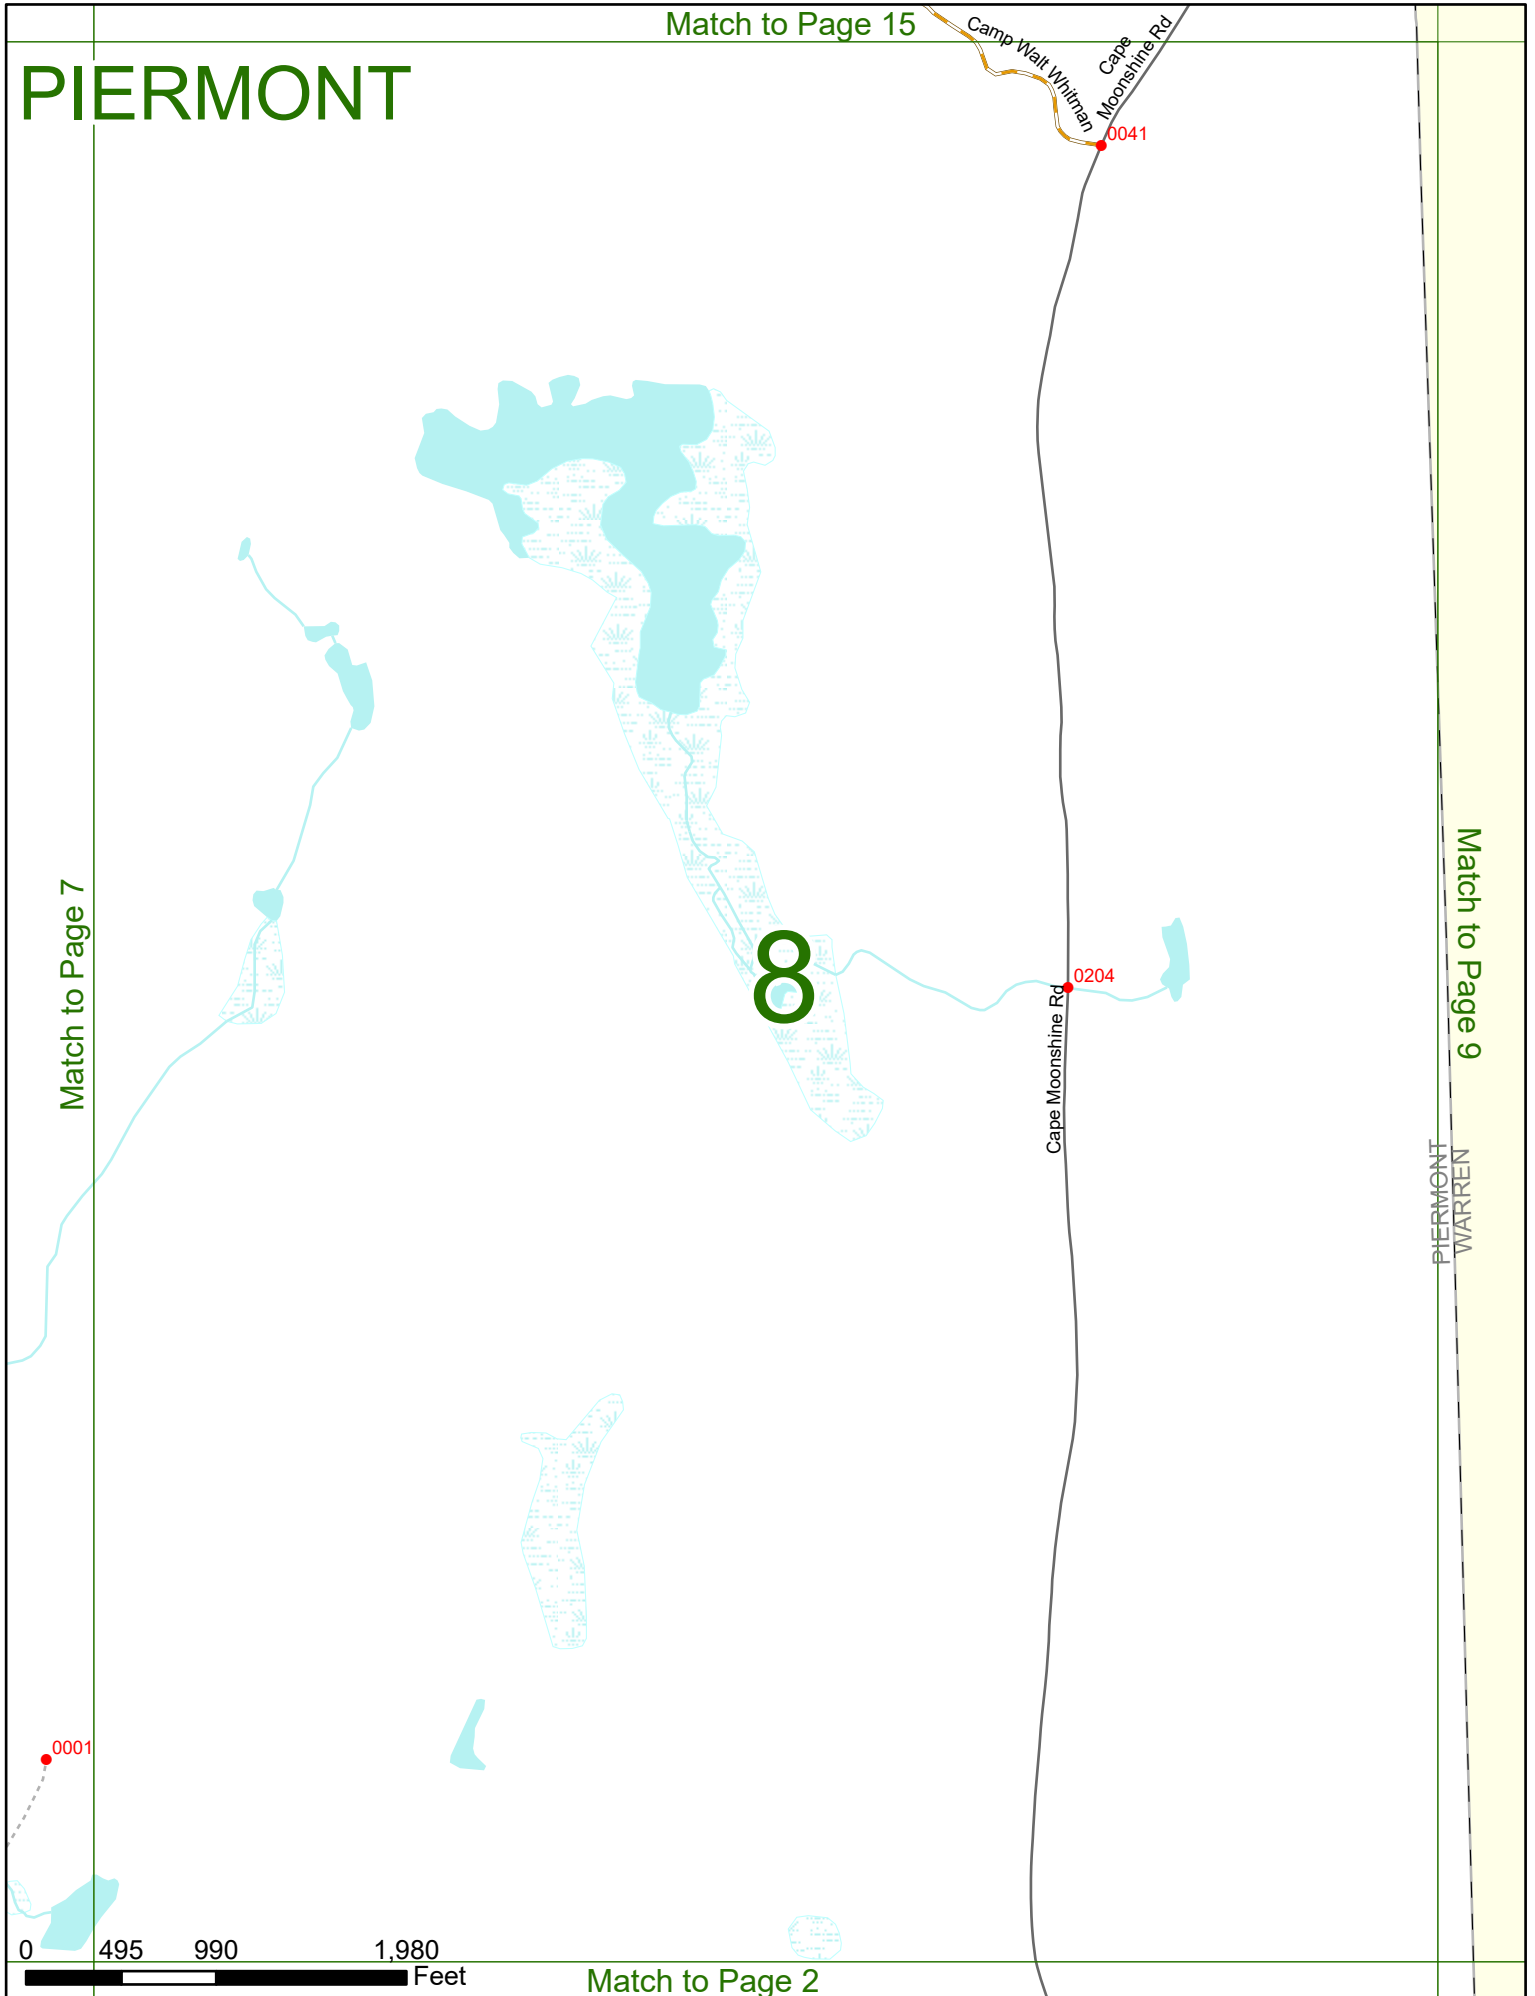 Match to Page 15
PIERMONT
Camp Walt Whitman
Cape
Moonshine Rd
0041
Match to Page 7
8
0204
Cape Moonshine Rd
Match to Page 9
PIERMONT
WARREN
0001
0 495 990 1,980
Feet
Match to Page 2